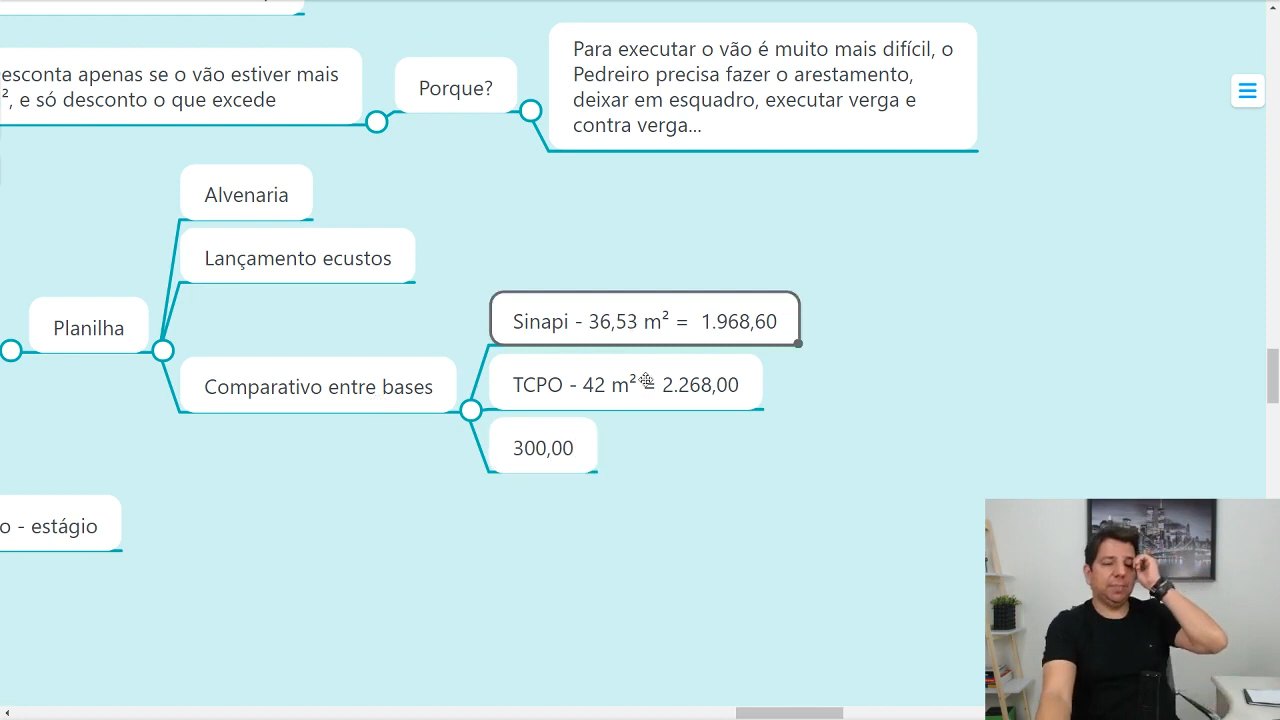 esconta apenas se o vão estiver mais
², e só desconto o que excede
Porque?
Para executar o vão é muito mais difícil, o
Pedreiro precisa fazer o arestamento,
deixar em esquadro, executar verga e
contra verga...
Alvenaria
Lançamento ecustos
Planilha
Comparativo entre bases
Sinapi - 36,53 m² = 1.968,60
TCPO - 42 m² = 2.268,00
300,00
o - estágio